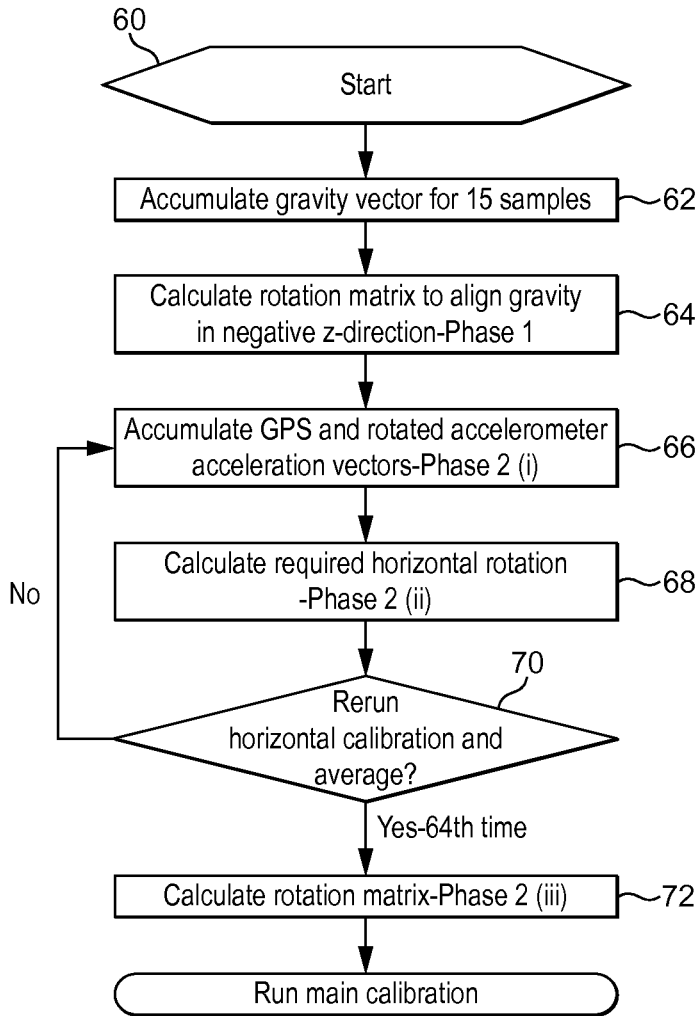 60
Start
Accumulate gravity vector for 15 samples
62
Calculate rotation matrix to align gravity
in negative z-direction-Phase 1
64
Accumulate GPS and rotated accelerometer
acceleration vectors-Phase 2 (i)
66
Calculate required horizontal rotation
-Phase 2 (ii)
68
No
70
Rerun
horizontal calibration and
average?
Yes-64th time
Calculate rotation matrix-Phase 2 (iii)
72
Run main calibration